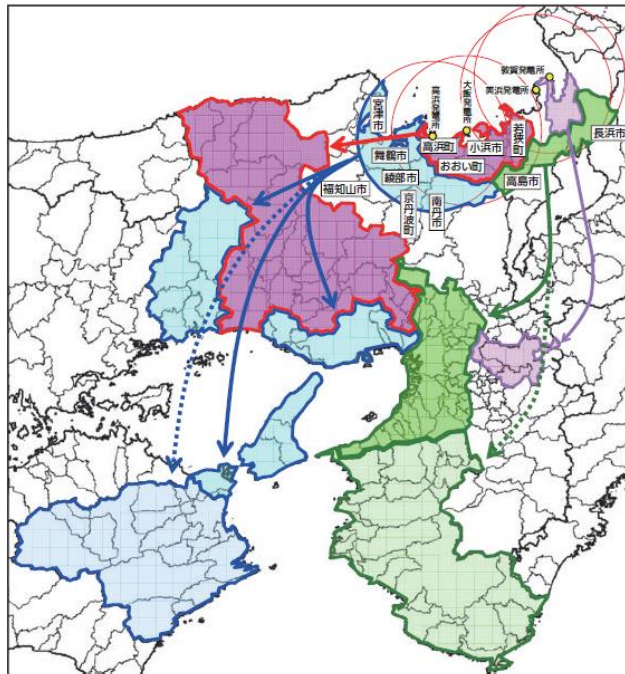 敦賀発電所
美浜発電所
大飯発電所
高浜発電所
宮津市
若狭町
長浜市
高浜町
小浜市
舞鶴市
おおい町
綾部市
高島市
福知山市
京丹波町
南丹市